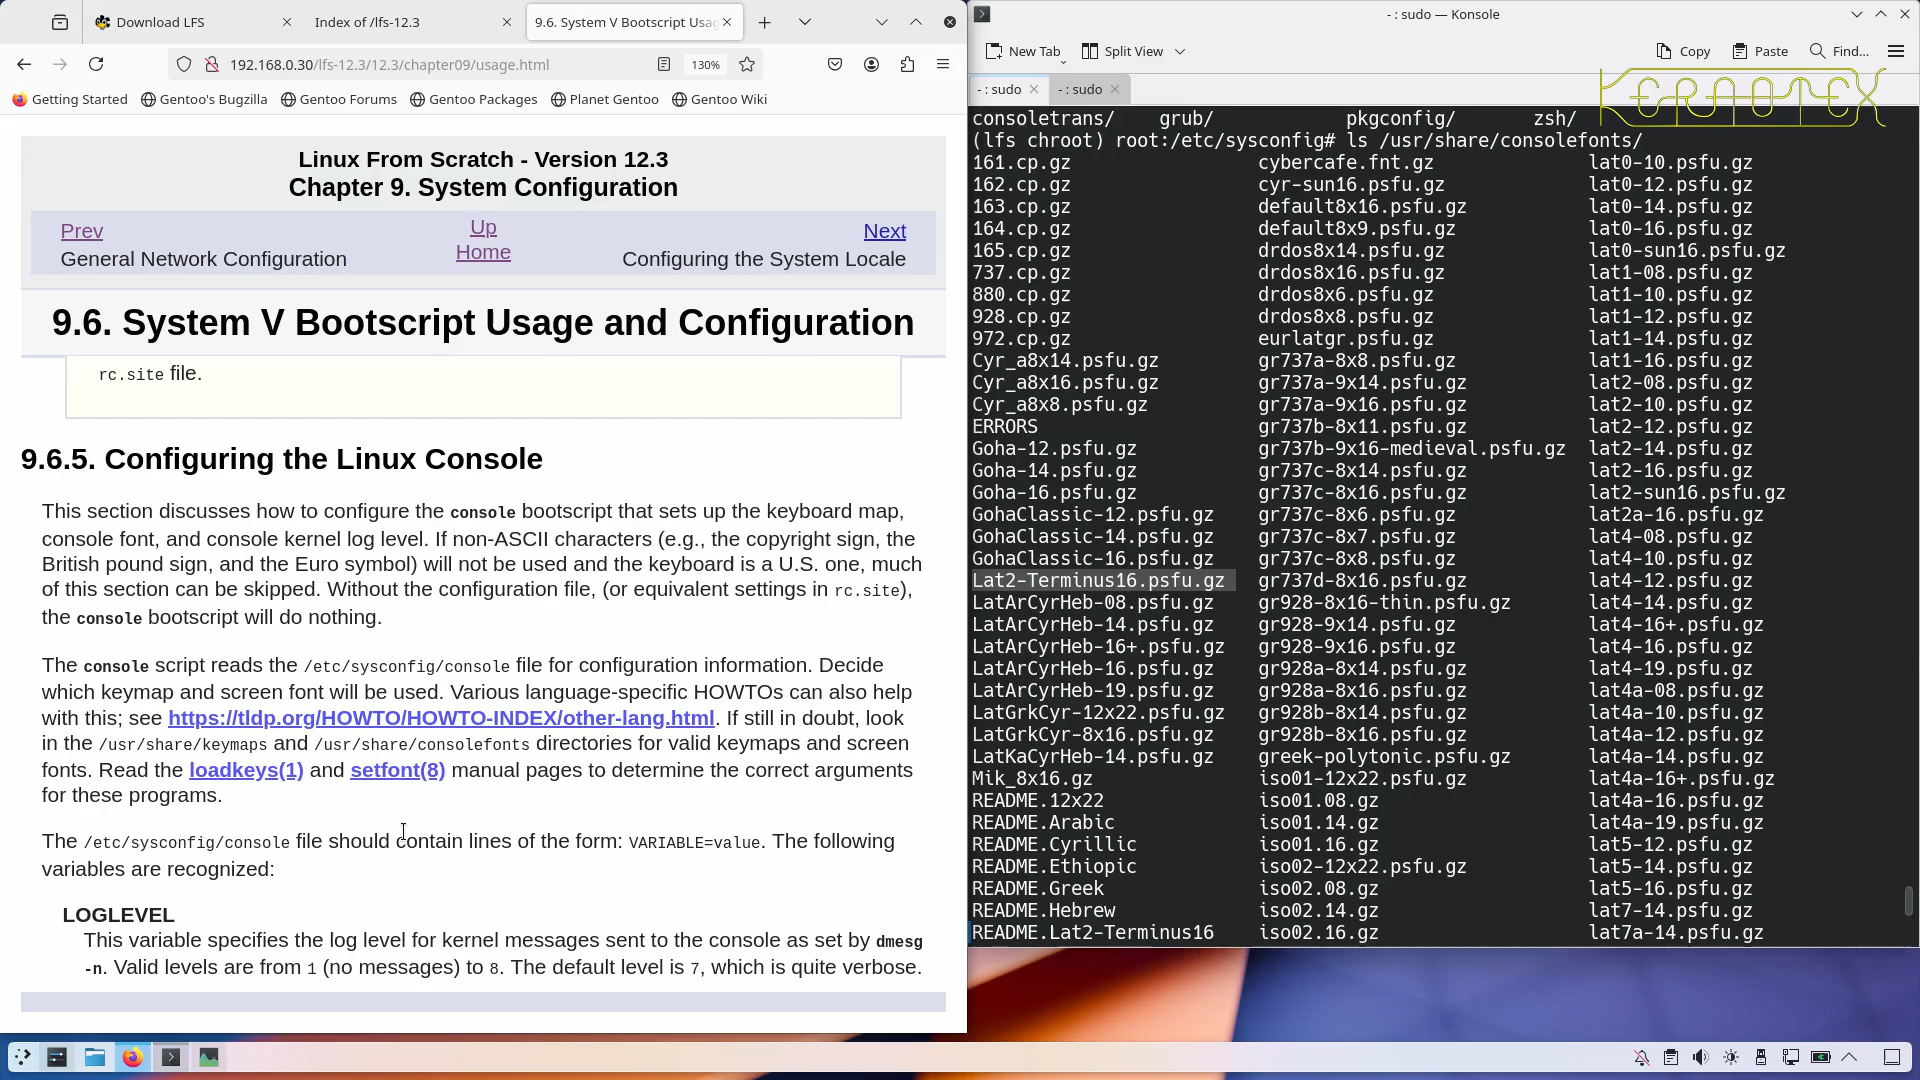 Download LFS
Index of /lfs-12.3
9.6. System V Bootscript Usag
192.168.0.30/lfs-12.3/12.3/chapter09/usage.html
130%
Getting Started
Gentoo's Bugzilla
Gentoo Forums
Gentoo Packages
Planet Gentoo
Gentoo Wiki
Linux From Scratch - Version 12.3
Chapter 9. System Configuration
Prev
Up
Next
General Network Configuration
Home
Configuring the System Locale
9.6. System V Bootscript Usage and Configuration
rc.site file.
9.6.5. Configuring the Linux Console
This section discusses how to configure the console bootscript that sets up the keyboard map,
console font, and console kernel log level. If non-ASCII characters (e.g., the copyright sign, the
British pound sign, and the Euro symbol) will not be used and the keyboard is a U.S. one, much
of this section can be skipped. Without the configuration file, (or equivalent settings in rc.site),
the console bootscript will do nothing.
The console script reads the /etc/sysconfig/console file for configuration information. Decide
which keymap and screen font will be used. Various language-specific HOWTOs can also help
with this; see https://tldp.org/HOWTO/HOWTO-INDEX/other-lang.html. If still in doubt, look
in the /usr/share/keymaps and /usr/share/consolefonts directories for valid keymaps and screen
fonts. Read the loadkeys(1) and setfont(8) manual pages to determine the correct arguments
for these programs.
The /etc/sysconfig/console file should contain lines of the form: VARIABLE=value. The following
variables are recognized:
LOGLEVEL
This variable specifies the log level for kernel messages sent to the console as set by dmesg
-n. Valid levels are from 1 (no messages) to 8. The default level is 7, which is quite verbose.
- : sudo — Konsole
New Tab
Split View
Copy
Paste
Find...
- : sudo
- : sudo
KERAOTEX
consoletrans/ grub/ pkgconfig/ zsh/
(lfs chroot) root:/etc/sysconfig# ls /usr/share/consolefonts/
161.cp.gz cybercafe.fnt.gz lat0-10.psfu.gz
162.cp.gz cyr-sun16.psfu.gz lat0-12.psfu.gz
163.cp.gz default8x16.psfu.gz lat0-14.psfu.gz
164.cp.gz default8x9.psfu.gz lat0-16.psfu.gz
165.cp.gz drdos8x14.psfu.gz lat0-sun16.psfu.gz
737.cp.gz drdos8x16.psfu.gz lat1-08.psfu.gz
880.cp.gz drdos8x6.psfu.gz lat1-10.psfu.gz
928.cp.gz drdos8x8.psfu.gz lat1-12.psfu.gz
972.cp.gz eurlatgr.psfu.gz lat1-14.psfu.gz
Cyr_a8x14.psfu.gz gr737a-8x8.psfu.gz lat1-16.psfu.gz
Cyr_a8x16.psfu.gz gr737a-9x14.psfu.gz lat2-08.psfu.gz
Cyr_a8x8.psfu.gz gr737a-9x16.psfu.gz lat2-10.psfu.gz
ERRORS gr737b-8x11.psfu.gz lat2-12.psfu.gz
Goha-12.psfu.gz gr737b-9x16-medieval.psfu.gz lat2-14.psfu.gz
Goha-14.psfu.gz gr737c-8x14.psfu.gz lat2-16.psfu.gz
Goha-16.psfu.gz gr737c-8x16.psfu.gz lat2-sun16.psfu.gz
GohaClassic-12.psfu.gz gr737c-8x6.psfu.gz lat2a-16.psfu.gz
GohaClassic-14.psfu.gz gr737c-8x7.psfu.gz lat4-08.psfu.gz
GohaClassic-16.psfu.gz gr737c-8x8.psfu.gz lat4-10.psfu.gz
Lat2-Terminus16.psfu.gz gr737d-8x16.psfu.gz lat4-12.psfu.gz
LatArCyrHeb-08.psfu.gz gr928-8x16-thin.psfu.gz lat4-14.psfu.gz
LatArCyrHeb-14.psfu.gz gr928-9x14.psfu.gz lat4-16+.psfu.gz
LatArCyrHeb-16+.psfu.gz gr928-9x16.psfu.gz lat4-16.psfu.gz
LatArCyrHeb-16.psfu.gz gr928a-8x14.psfu.gz lat4-19.psfu.gz
LatArCyrHeb-19.psfu.gz gr928a-8x16.psfu.gz lat4a-08.psfu.gz
LatGrkCyr-12x22.psfu.gz gr928b-8x14.psfu.gz lat4a-10.psfu.gz
LatGrkCyr-8x16.psfu.gz gr928b-8x16.psfu.gz lat4a-12.psfu.gz
LatKaCyrHeb-14.psfu.gz greek-polytonic.psfu.gz lat4a-14.psfu.gz
Mik_8x16.gz iso01-12x22.psfu.gz lat4a-16+.psfu.gz
README.12x22 iso01.08.gz lat4a-16.psfu.gz
README.Arabic iso01.14.gz lat4a-19.psfu.gz
README.Cyrillic iso01.16.gz lat5-12.psfu.gz
README.Ethiopic iso02-12x22.psfu.gz lat5-14.psfu.gz
README.Greek iso02.08.gz lat5-16.psfu.gz
README.Hebrew iso02.14.gz lat7-14.psfu.gz
README.Lat2-Terminus16 iso02.16.gz lat7a-14.psfu.gz